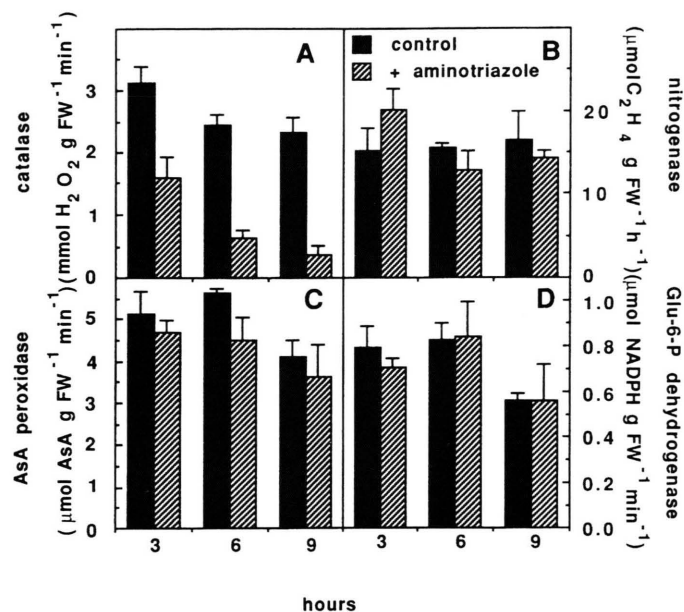 A
B
control
+ aminotriazole
catalase
(mmol H2O2 g FW-1 min-1)
3
2
1
0
20
10
0
(μmolC2H4 g FW-1h-1)
nitrogenase
C
D
AsA peroxidase
(μmol AsA g FW-1 min-1)
5
4
3
2
1
0
1.0
0.8
0.6
0.4
0.2
0.0
(μmol NADPH g FW-1 min-1)
Glu-6-P dehydrogenase
3 6 9 3 6 9
hours